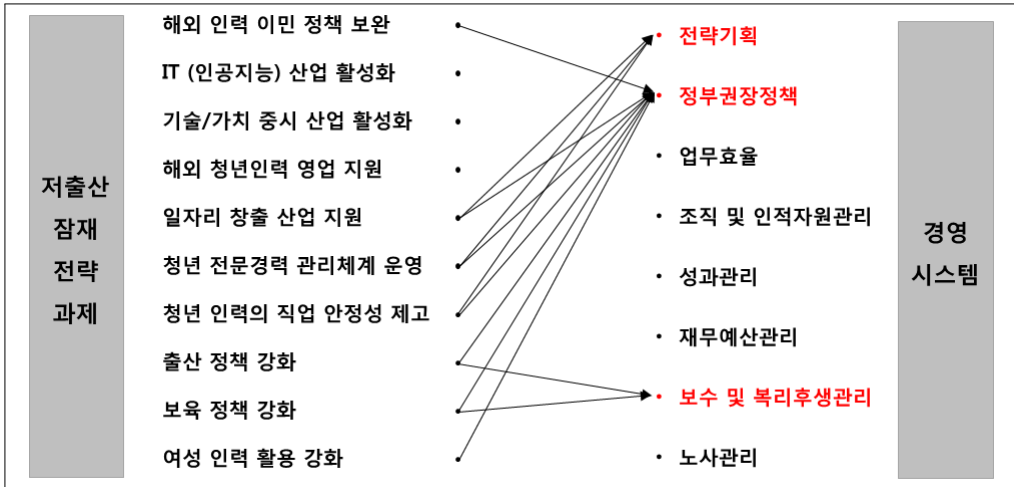 저출산
잠재
전략
과제
해외 인력 이민 정책 보완
IT (인공지능) 산업 활성화
기술/가치 중시 산업 활성화
해외 청년인력 영업 지원
일자리 창출 산업 지원
청년 전문경력 관리체계 운영
청년 인력의 직업 안정성 제고
출산 정책 강화
보육 정책 강화
여성 인력 활용 강화
• 전략기획
• 정부권장정책
• 업무효율
• 조직 및 인적자원관리
• 성과관리
• 재무예산관리
• 보수 및 복리후생관리
• 노사관리
경영
시스템